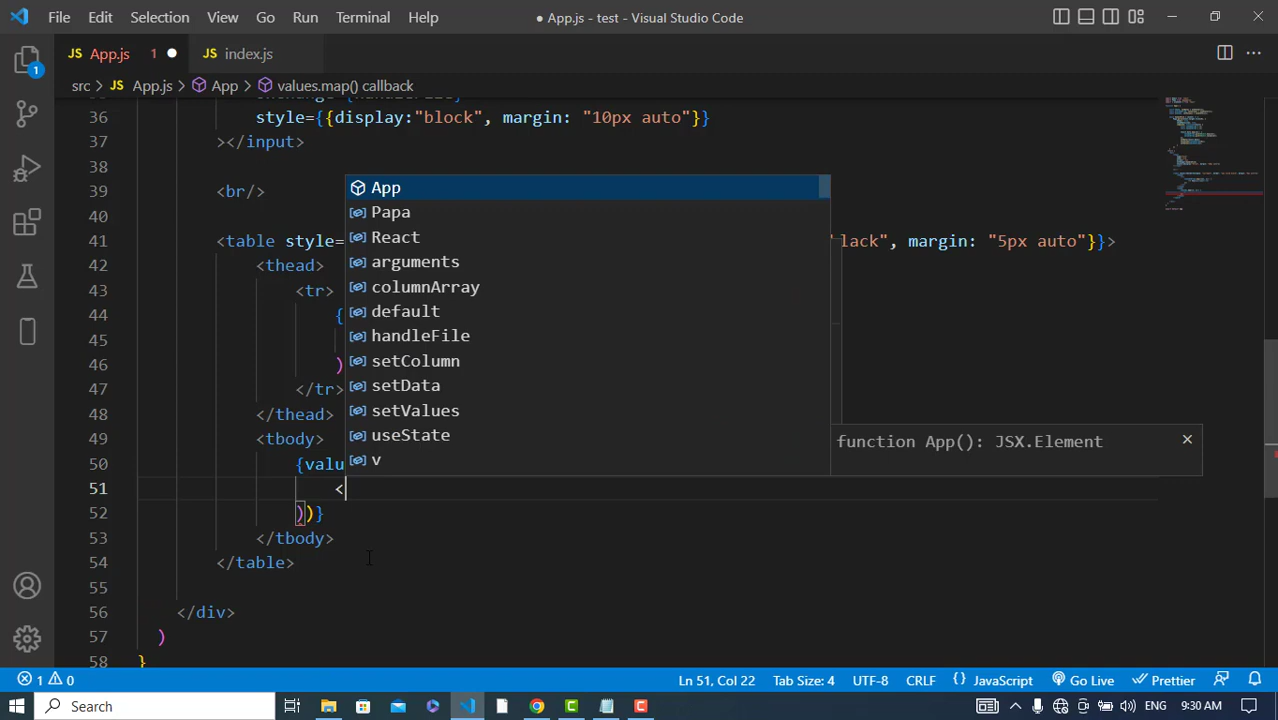 File Edit Selection View Go Run Terminal Help ● App.js - test - Visual Studio Code
JS App.js 1 ● JS index.js
1
src > JS App.js > App > values.map() callback
36 style={{display:"block", margin: "10px auto"}}
37 ></input>
38
39 <br/>
40
41 <table style= lack", margin: "5px auto"}}>
42 <thead>
43 <tr>
44 {
45
46 )
47 </tr>
48 </thead>
49 <tbody>
50 {valu
51 <
52 ))}
53 </tbody>
54 </table>
55
56 </div>
57 )
58 }
App
Papa
React
arguments
columnArray
default
handleFile
setColumn
setData
setValues
useState
v
function App(): JSX.Element
1 0 Ln 51, Col 22 Tab Size: 4 UTF-8 CRLF {} JavaScript Go Live Prettier
Search ENG 9:30 AM